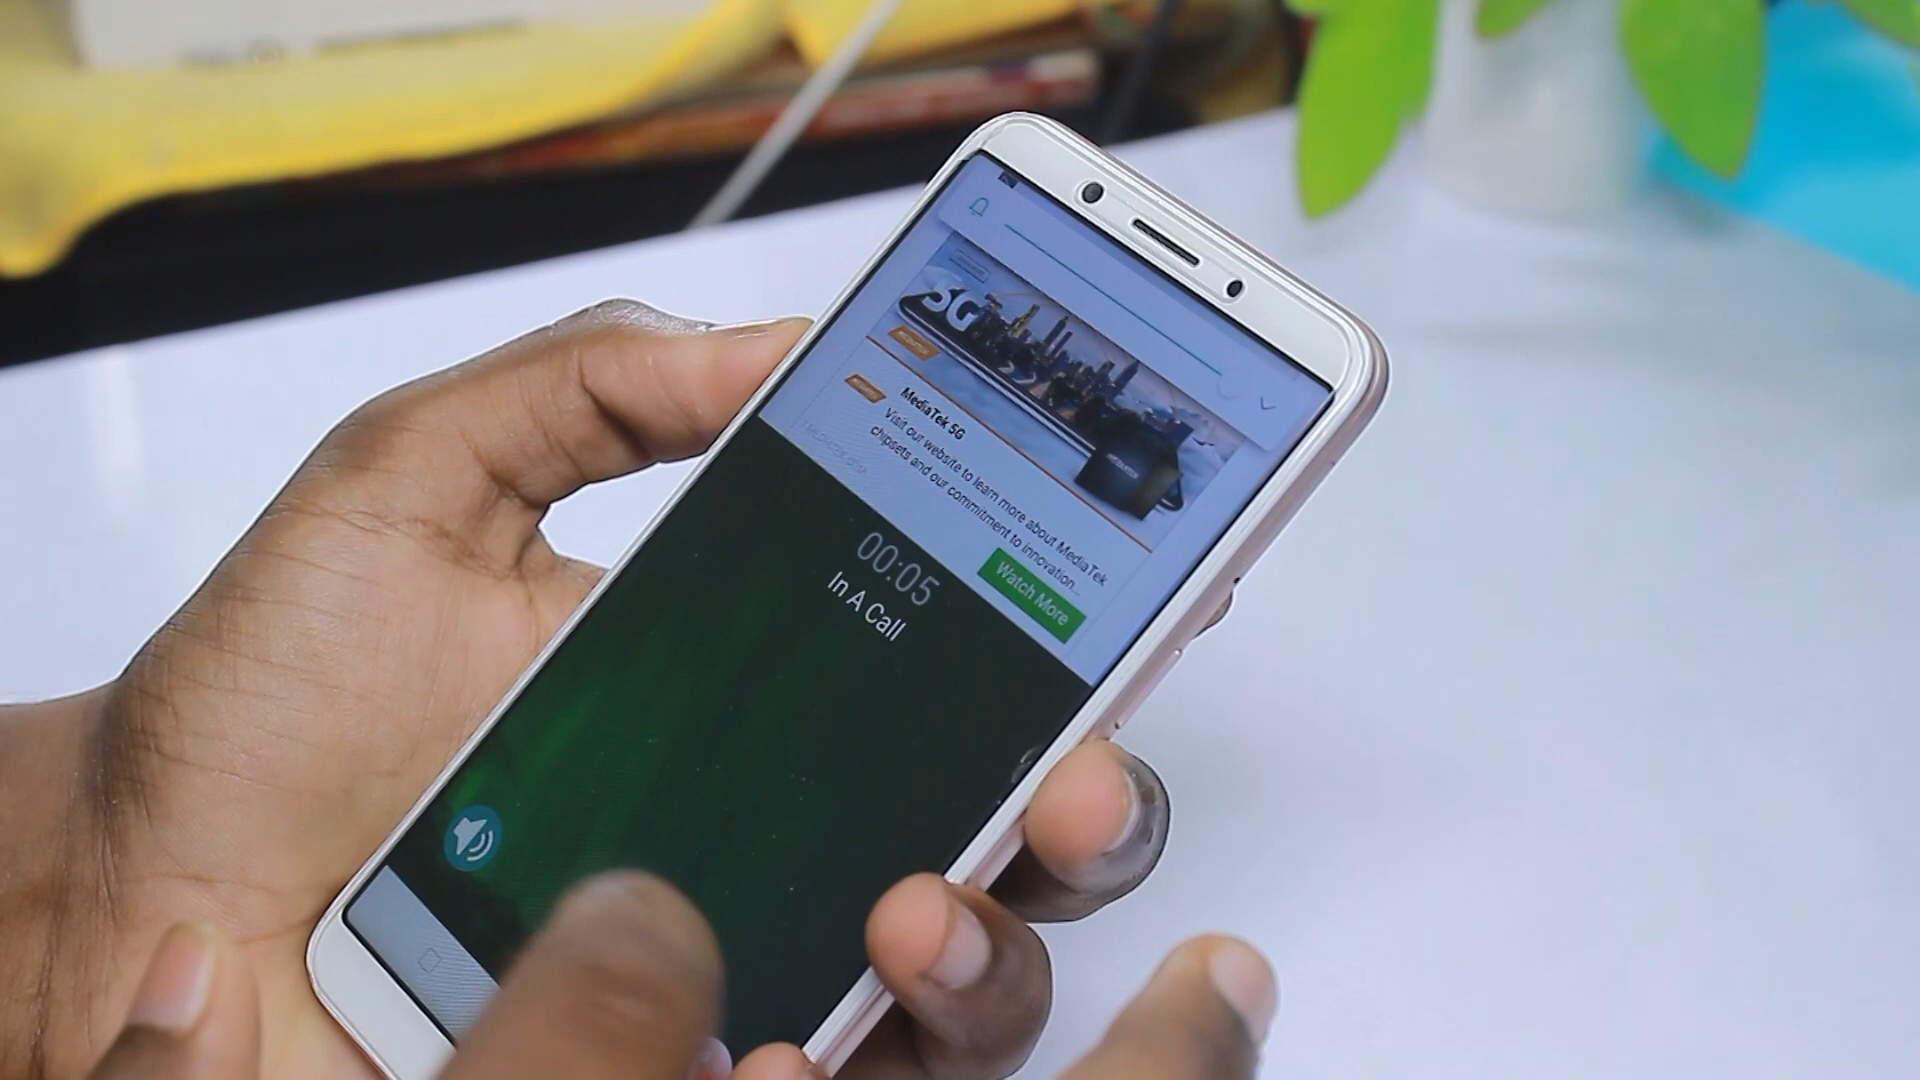 5G
MediaTek 5G
Visit our website to learn more about MediaTek
chipsets and our commitment to innovation...
Watch More
00:05
In A Call